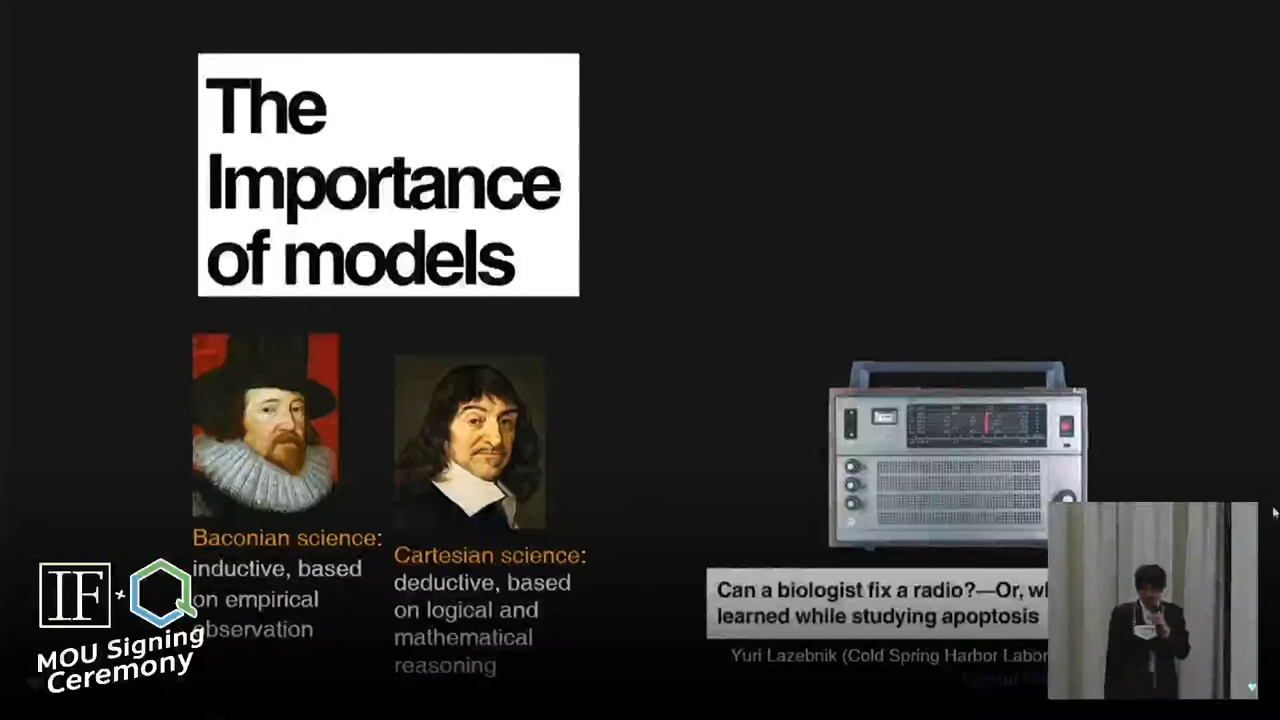 The
Importance
of models
Baconian science:
inductive, based
on empirical
observation
Cartesian science:
deductive, based
on logical and
mathematical
reasoning
Can a biologist fix a radio?—Or,
learned while studying apoptosis
Yuri Lazebnik (Cold Spring Harbor
IF + Q
MOU Signing
Ceremony